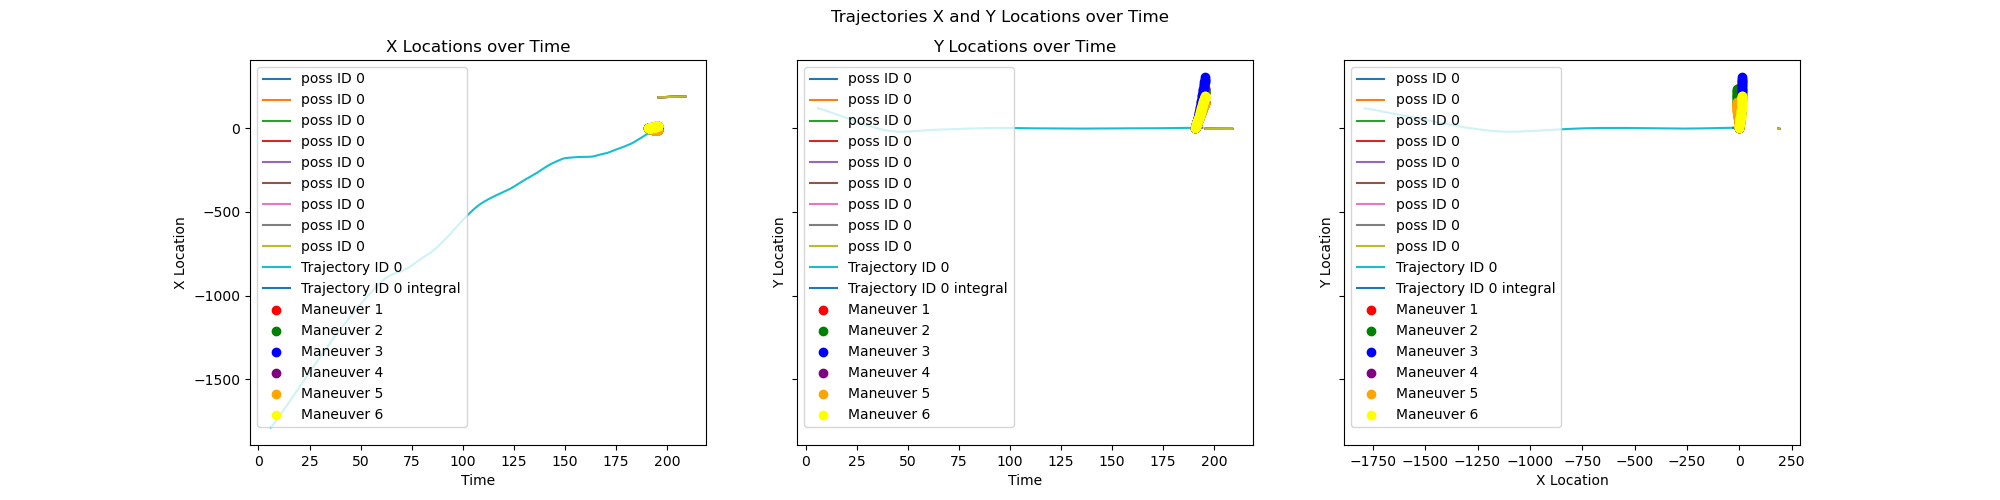 Trajectories X and Y Locations over Time
X Locations over Time
poss ID 0
poss ID 0
poss ID 0
poss ID 0
poss ID 0
poss ID 0
poss ID 0
poss ID 0
poss ID 0
Trajectory ID 0
Trajectory ID 0 integral
Maneuver 1
Maneuver 2
Maneuver 3
Maneuver 4
Maneuver 5
Maneuver 6
X Location
0
−500
−1000
−1500
0
25
50
75
100
125
150
175
200
Time
Y Locations over Time
poss ID 0
poss ID 0
poss ID 0
poss ID 0
poss ID 0
poss ID 0
poss ID 0
poss ID 0
poss ID 0
Trajectory ID 0
Trajectory ID 0 integral
Maneuver 1
Maneuver 2
Maneuver 3
Maneuver 4
Maneuver 5
Maneuver 6
Y Location
0
25
50
75
100
125
150
175
200
Time
poss ID 0
poss ID 0
poss ID 0
poss ID 0
poss ID 0
poss ID 0
poss ID 0
poss ID 0
poss ID 0
Trajectory ID 0
Trajectory ID 0 integral
Maneuver 1
Maneuver 2
Maneuver 3
Maneuver 4
Maneuver 5
Maneuver 6
Y Location
−1750
−1500
−1250
−1000
−750
−500
−250
0
250
X Location